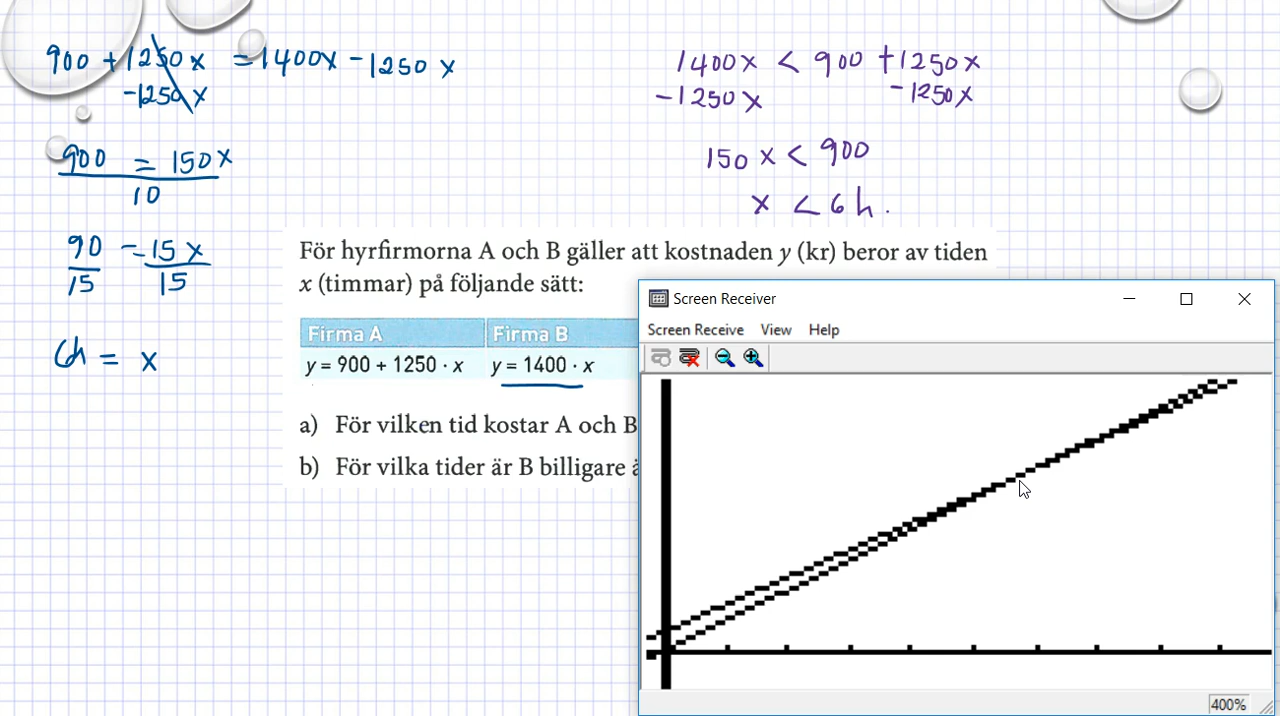 900 + 1250x = 1400x - 1250x
-1250x
900 = 150x
10
90 = 15x
15 15
6h = x
1400x < 900 + 1250x
-1250x -1250x
150x < 900
x < 6h.
För hyrfirmorna A och B gäller att kostnaden y (kr) beror av tiden
x (timmar) på följande sätt:
Firma A Firma B
y = 900 + 1250 · x y = 1400 · x
a) För vilken tid kostar A och B
b) För vilka tider är B billigare
Screen Receiver
Screen Receive View Help
400%